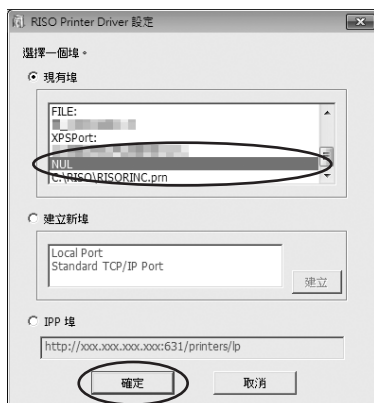 RISO Printer Driver 設定
選擇一個埠。
現有埠
FILE:
XPSPort:
NUL
C:\RISO\RISORINC.prn
建立新埠
Local Port
Standard TCP/IP Port
建立
IPP 埠
http://xxx.xxx.xxx.xxx:631/printers/lp
確定
取消